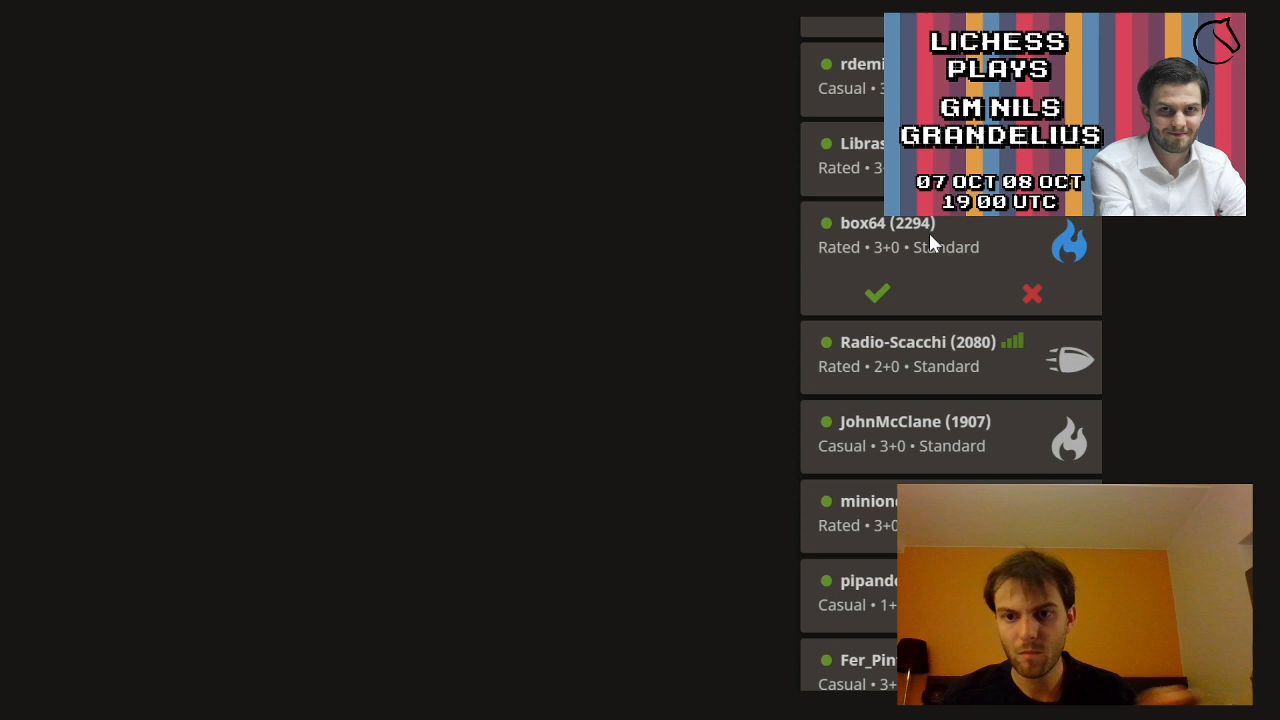 rdemi
Casual • 3
Libras
Rated • 3
LICHESS
PLAYS
GM NILS
GRANDELIUS
07 OCT 08 OCT
19 00 UTC
box64 (2294)
Rated • 3+0 • Standard
Radio-Scacchi (2080)
Rated • 2+0 • Standard
JohnMcClane (1907)
Casual • 3+0 • Standard
minion
Rated • 3+0
pipand
Casual • 1+
Fer_Pin
Casual • 3+